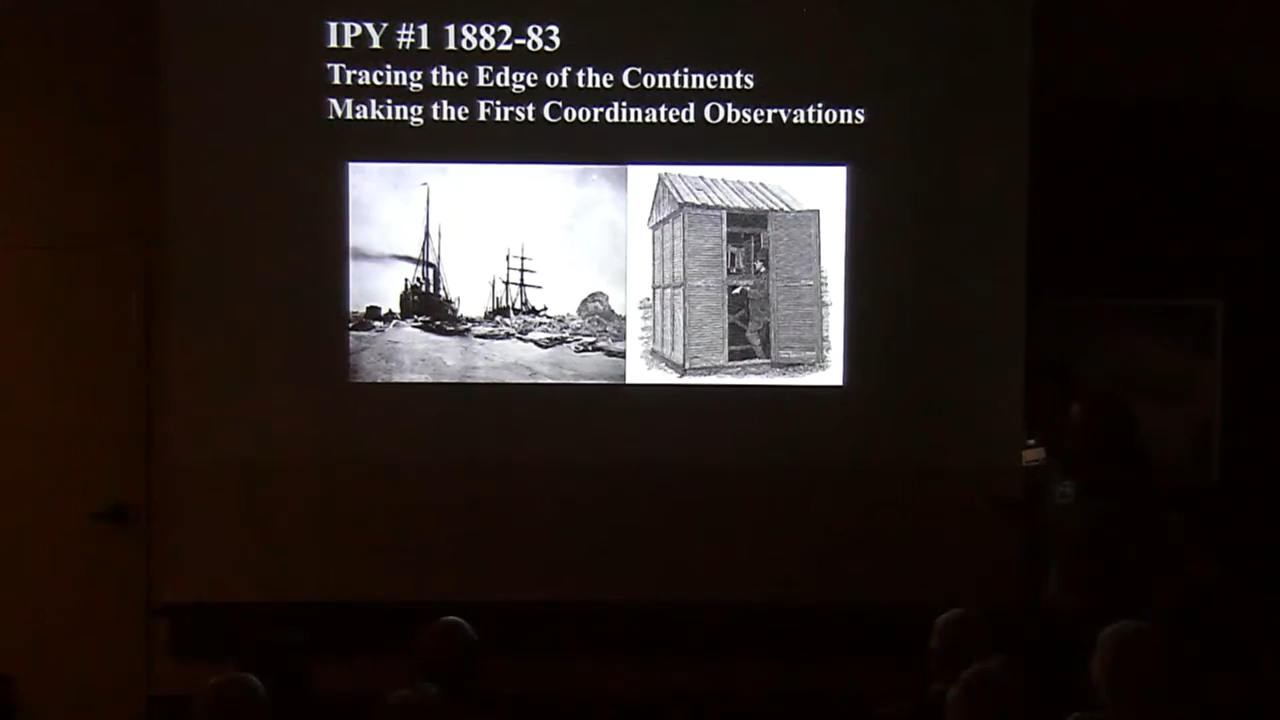 IPY #1 1882-83
Tracing the Edge of the Continents
Making the First Coordinated Observations